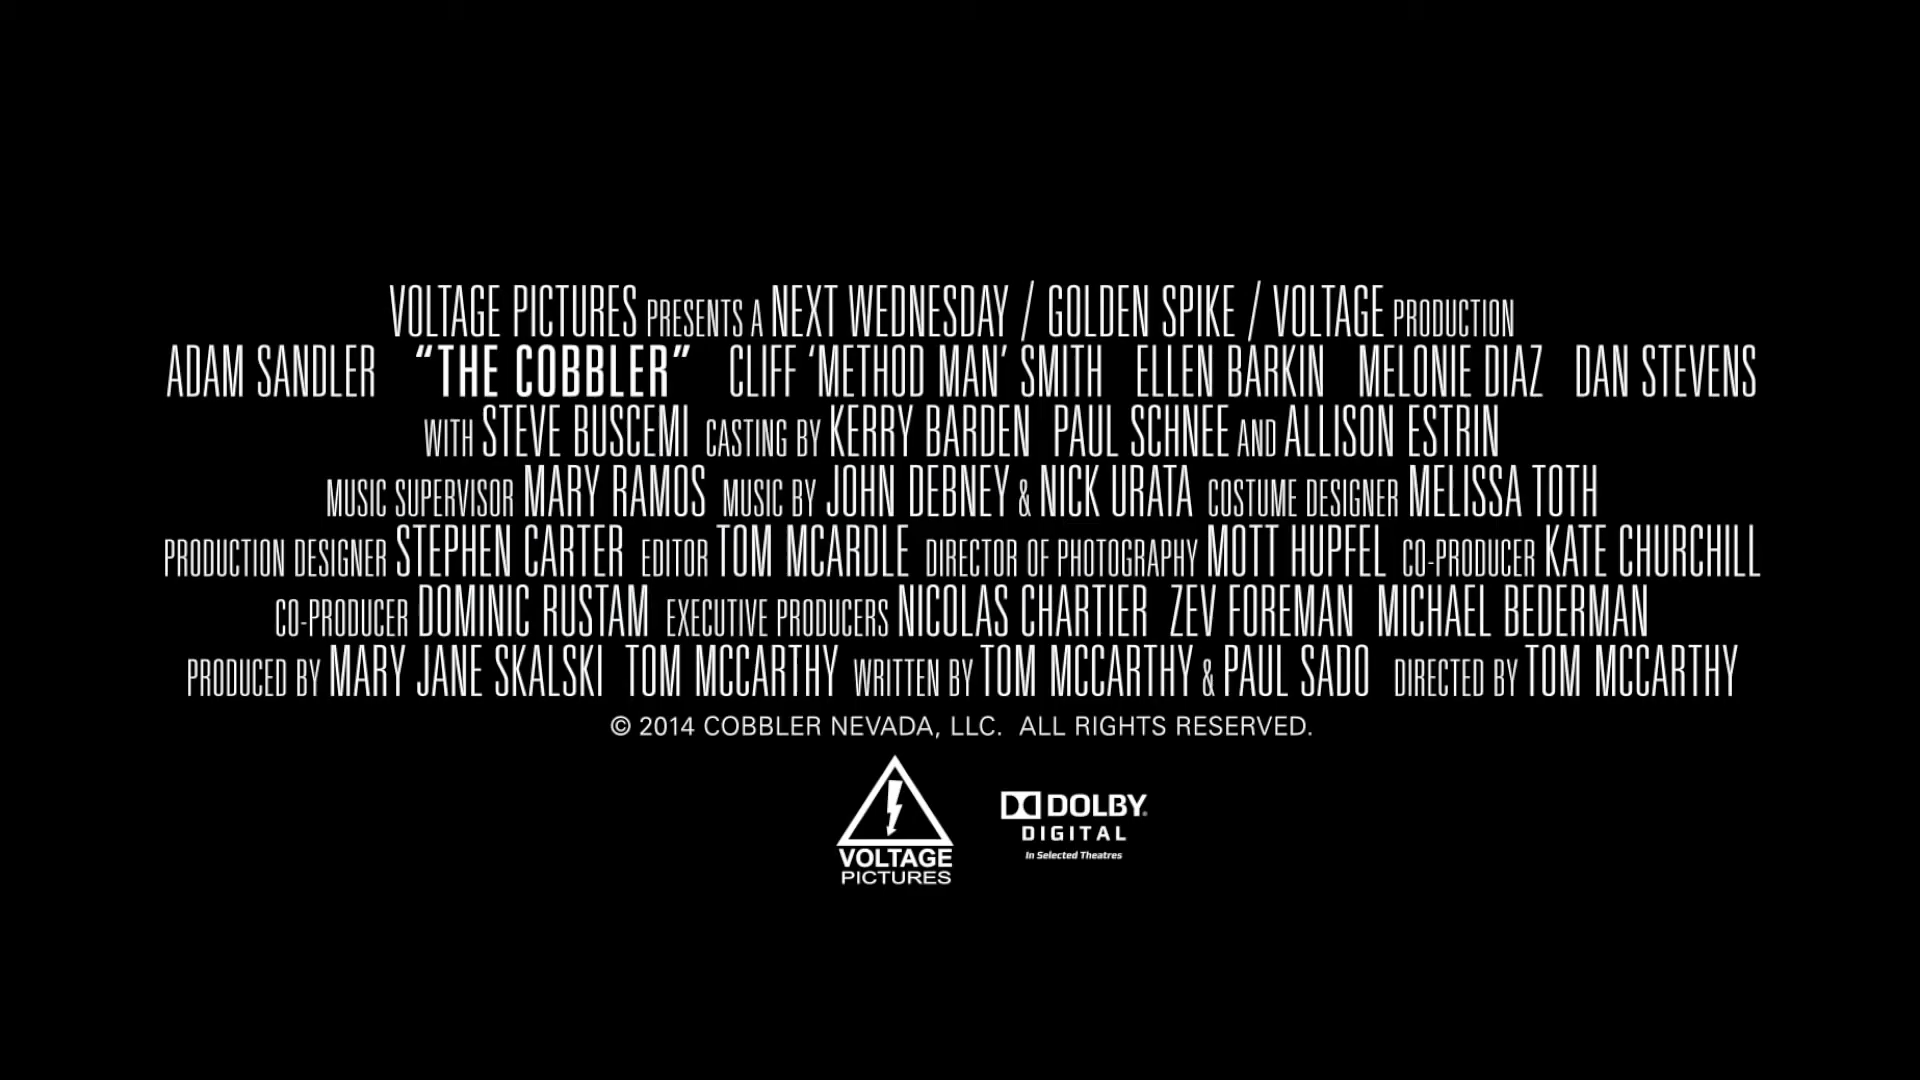 VOLTAGE PICTURES PRESENTS A NEXT WEDNESDAY / GOLDEN SPIKE / VOLTAGE PRODUCTION
ADAM SANDLER “THE COBBLER” CLIFF ‘METHOD MAN’ SMITH ELLEN BARKIN MELONIE DIAZ DAN STEVENS
WITH STEVE BUSCEMI CASTING BY KERRY BARDEN PAUL SCHNEE AND ALLISON ESTRIN
MUSIC SUPERVISOR MARY RAMOS MUSIC BY JOHN DEBNEY & NICK URATA COSTUME DESIGNER MELISSA TOTH
PRODUCTION DESIGNER STEPHEN CARTER EDITOR TOM MCARDLE DIRECTOR OF PHOTOGRAPHY MOTT HUPFEL CO-PRODUCER KATE CHURCHILL
CO-PRODUCER DOMINIC RUSTAM EXECUTIVE PRODUCERS NICOLAS CHARTIER ZEV FOREMAN MICHAEL BEDERMAN
PRODUCED BY MARY JANE SKALSKI TOM MCCARTHY WRITTEN BY TOM MCCARTHY & PAUL SADO DIRECTED BY TOM MCCARTHY
© 2014 COBBLER NEVADA, LLC. ALL RIGHTS RESERVED.
VOLTAGE
PICTURES
DOLBY
DIGITAL
In Selected Theatres